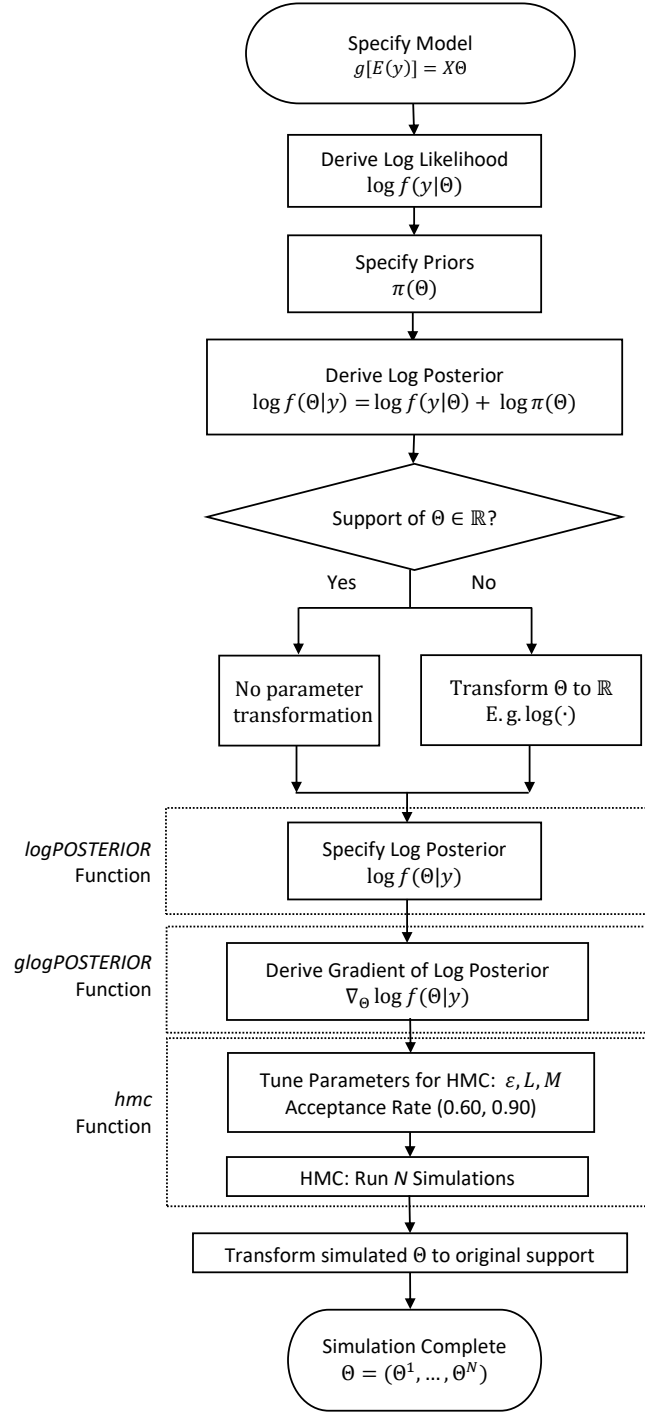 Specify Model
g[E(y)] = XΘ
Derive Log Likelihood
log f(y|Θ)
Specify Priors
π(Θ)
Derive Log Posterior
log f(Θ|y) = log f(y|Θ) + log π(Θ)
Support of Θ ∈ ℝ?
Yes
No
No parameter
transformation
Transform Θ to ℝ
E. g. log(·)
logPOSTERIOR
Function
Specify Log Posterior
log f(Θ|y)
glogPOSTERIOR
Function
Derive Gradient of Log Posterior
∇Θ log f(Θ|y)
hmc
Function
Tune Parameters for HMC: ε, L, M
Acceptance Rate (0.60, 0.90)
HMC: Run N Simulations
Transform simulated Θ to original support
Simulation Complete
Θ = (Θ¹, … , Θᴺ)